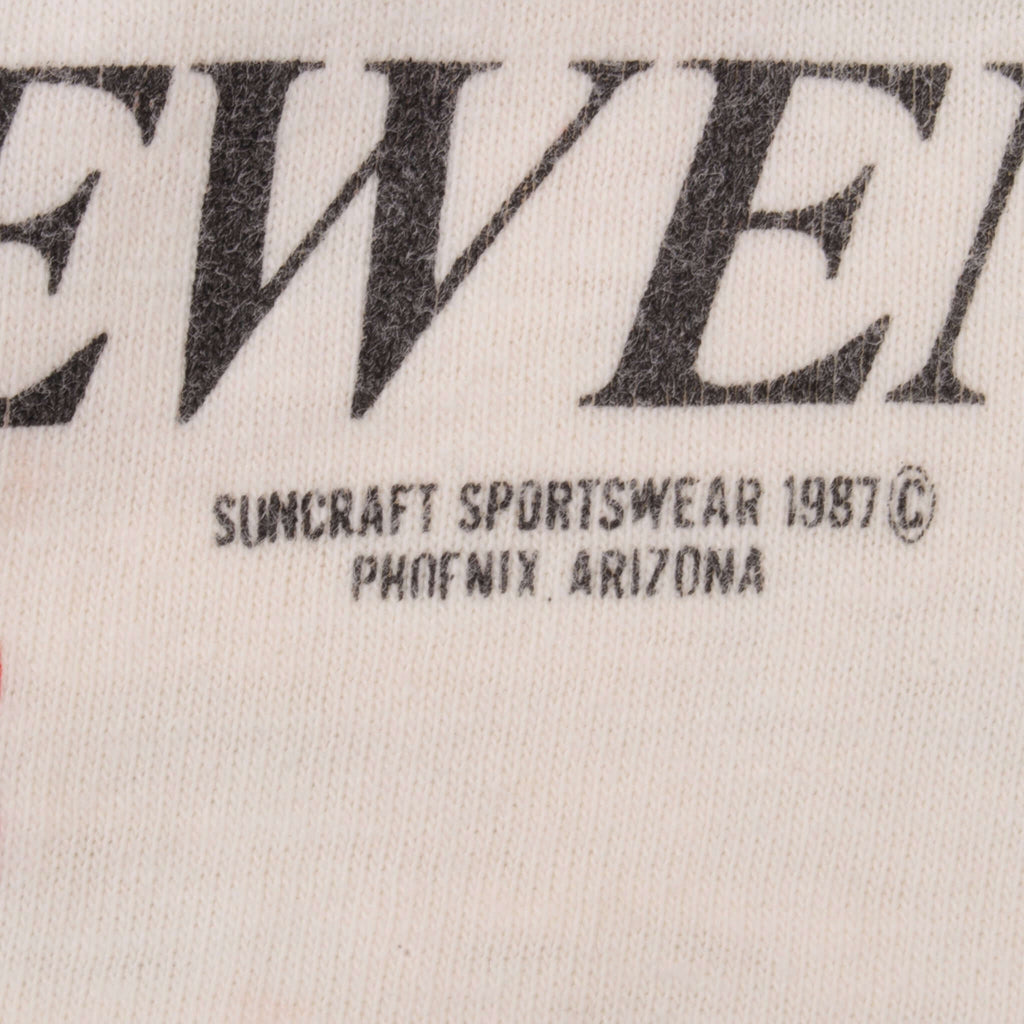 EWE
SUNCRAFT SPORTSWEAR 1987 ©
PHOENIX ARIZONA